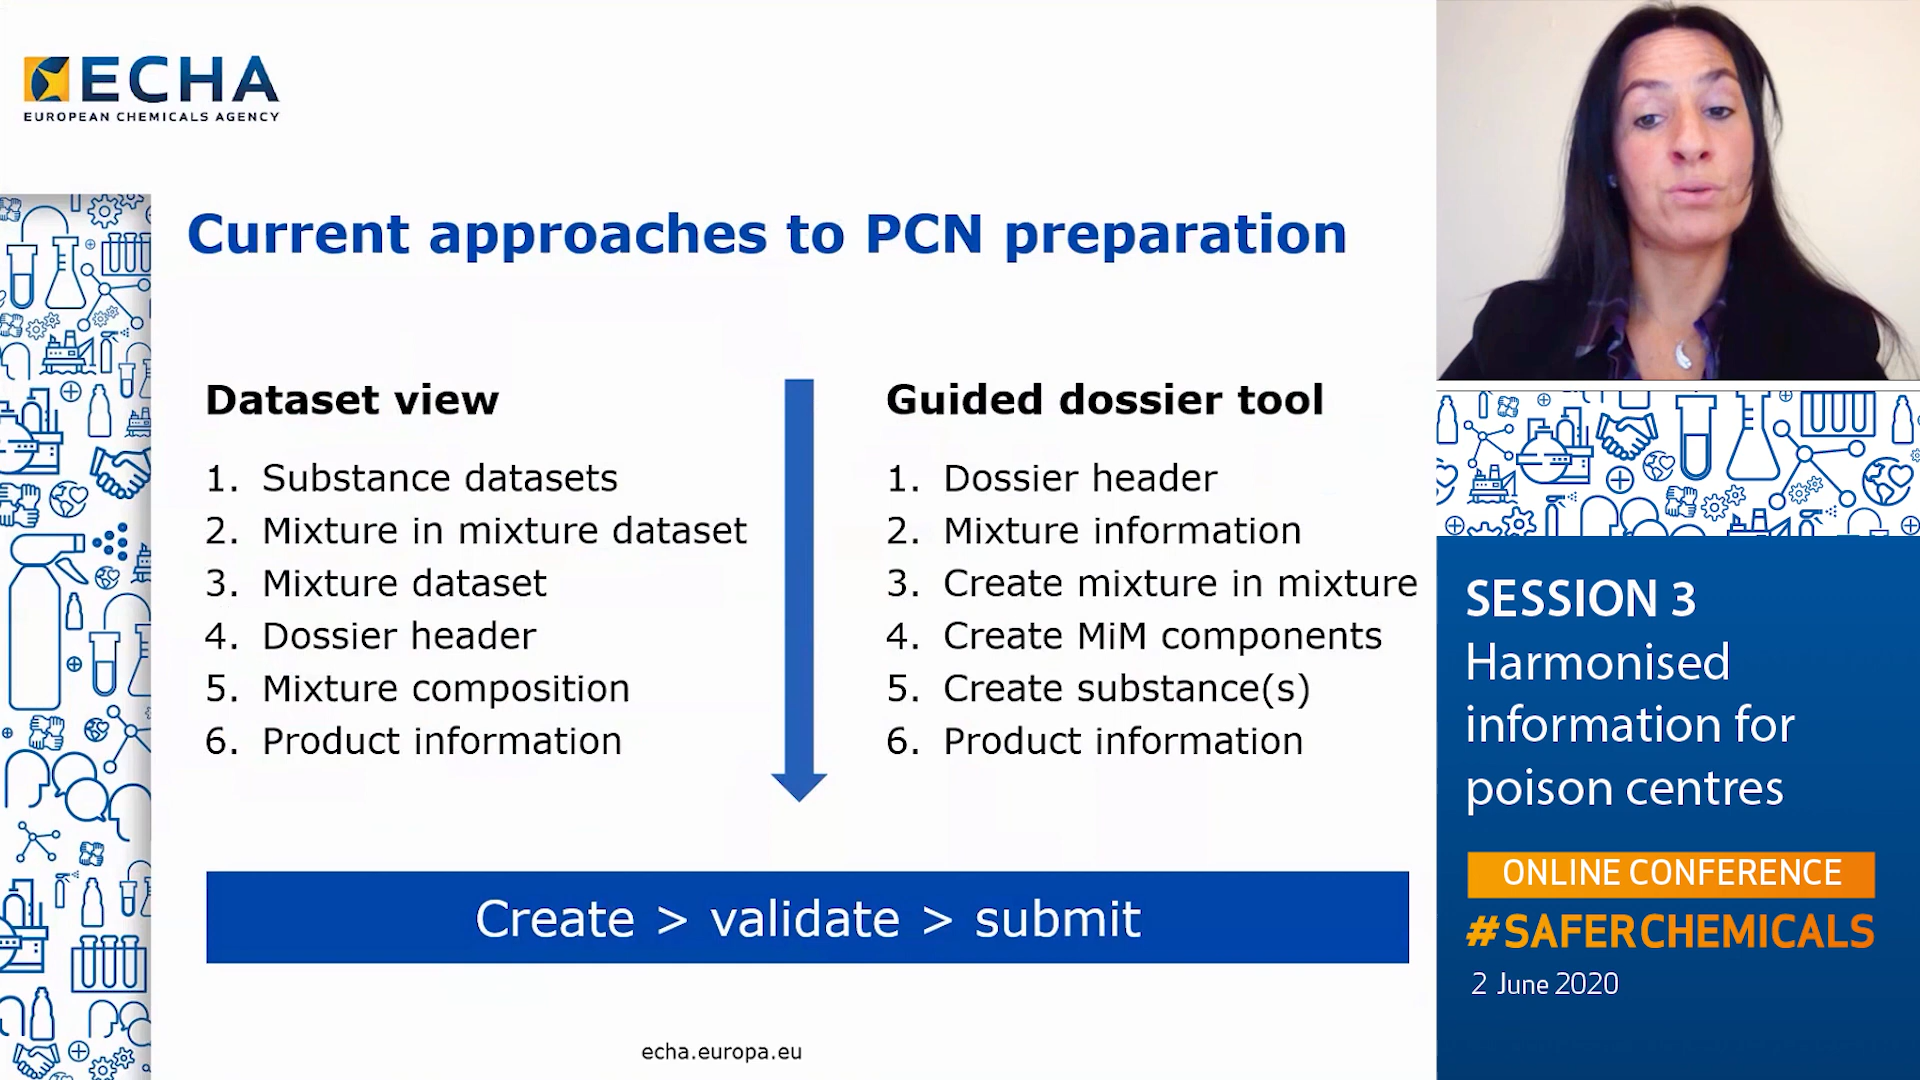 ECHA
EUROPEAN CHEMICALS AGENCY
Current approaches to PCN preparation
Dataset view
1. Substance datasets
2. Mixture in mixture dataset
3. Mixture dataset
4. Dossier header
5. Mixture composition
6. Product information
Guided dossier tool
1. Dossier header
2. Mixture information
3. Create mixture in mixture
4. Create MiM components
5. Create substance(s)
6. Product information
Create > validate > submit
echa.europa.eu
SESSION 3
Harmonised
information for
poison centres
ONLINE CONFERENCE
#SAFERCHEMICALS
2 June 2020